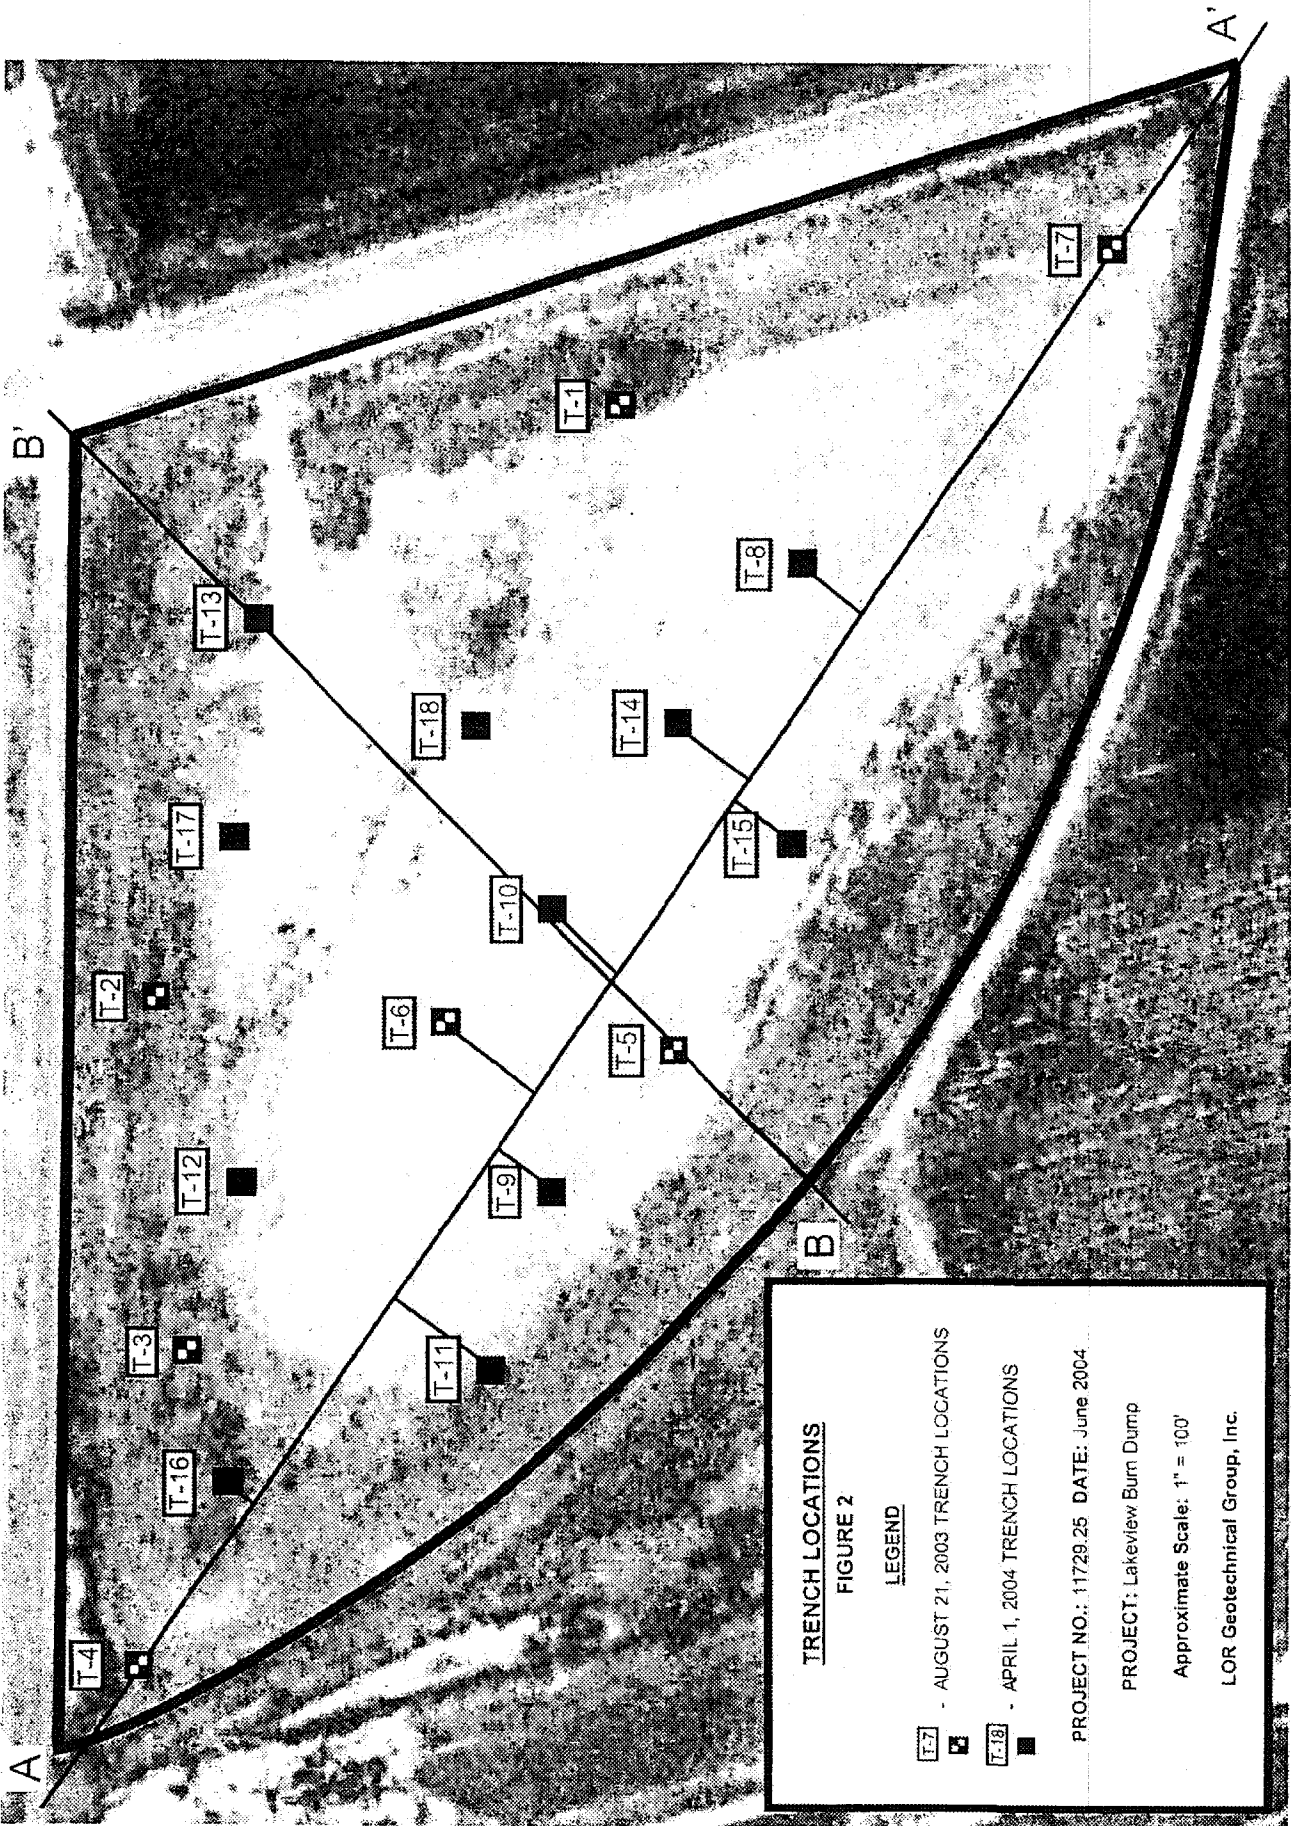 A
A'
B'
B
T-4
T-16
T-3
T-12
T-2
T-17
T-13
T-11
T-9
T-6
T-10
T-18
T-5
T-15
T-14
T-1
T-8
T-7
TRENCH LOCATIONS
FIGURE 2
LEGEND
T-7 - AUGUST 21, 2003 TRENCH LOCATIONS
T-18 - APRIL 1, 2004 TRENCH LOCATIONS
PROJECT NO.: 11729.25 DATE: June 2004
PROJECT: Lakeview Burn Dump
Approximate Scale: 1" = 100'
LOR Geotechnical Group, Inc.